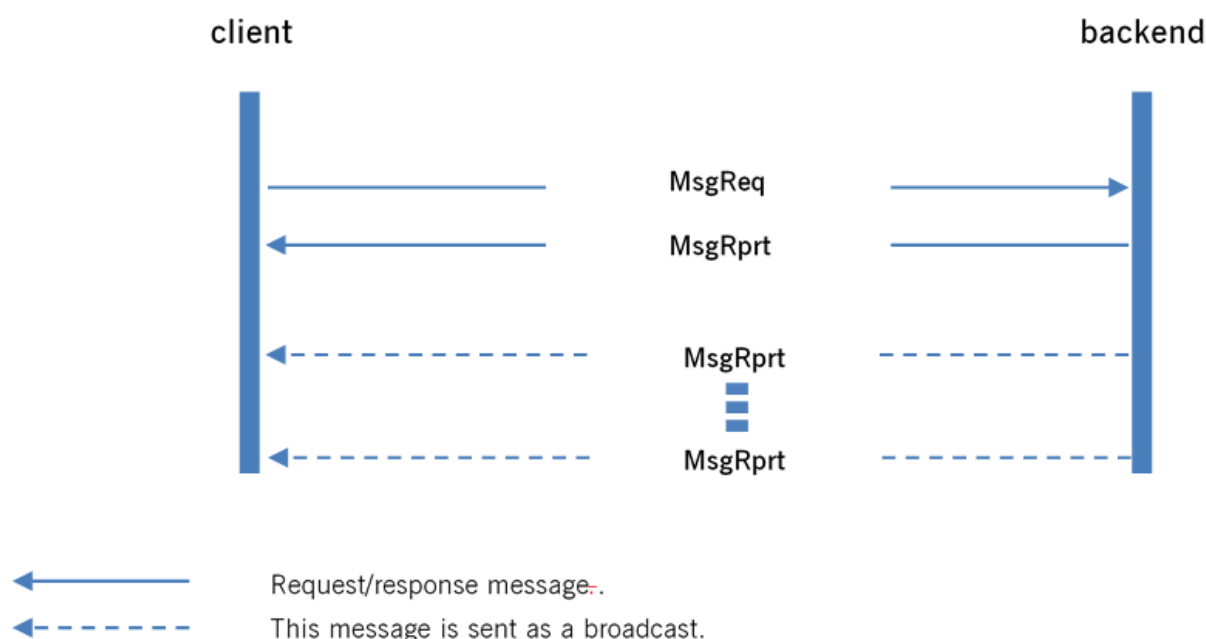 client
backend
MsgReq
MsgRprt
MsgRprt
MsgRprt
Request/response message. .
This message is sent as a broadcast.